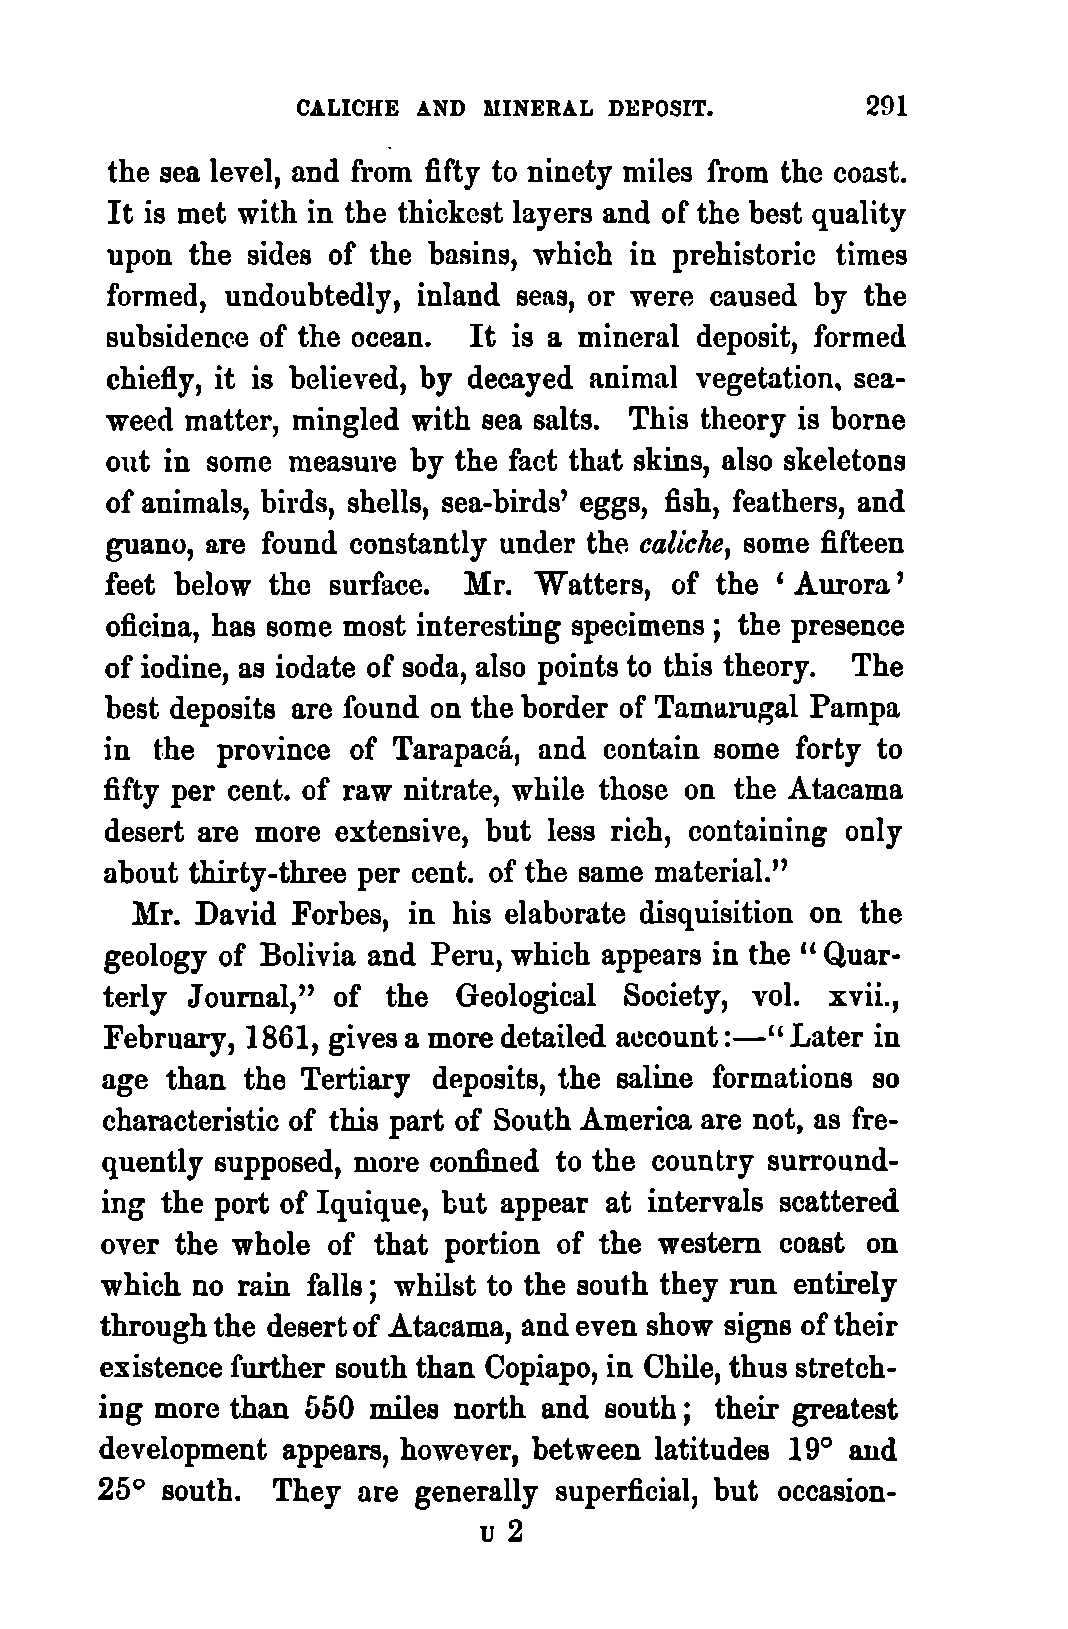 CALICHE AND MINERAL DEPOSIT. 291
the sea level, and from fifty to ninety miles from the coast.
It is met with in the thickest layers and of the best quality
upon the sides of the basins, which in prehistoric times
formed, undoubtedly, inland seas, or were caused by the
subsidence of the ocean. It is a mineral deposit, formed
chiefly, it is believed, by decayed animal vegetation, sea-
weed matter, mingled with sea salts. This theory is borne
out in some measure by the fact that skins, also skeletons
of animals, birds, shells, sea-birds' eggs, fish, feathers, and
guano, are found constantly under the caliche, some fifteen
feet below the surface. Mr. Watters, of the ‘ Aurora ’
oficina, has some most interesting specimens ; the presence
of iodine, as iodate of soda, also points to this theory. The
best deposits are found on the border of Tamarugal Pampa
in the province of Tarapacá, and contain some forty to
fifty per cent. of raw nitrate, while those on the Atacama
desert are more extensive, but less rich, containing only
about thirty-three per cent. of the same material.”
Mr. David Forbes, in his elaborate disquisition on the
geology of Bolivia and Peru, which appears in the “ Quar-
terly Journal,” of the Geological Society, vol. xvii.,
February, 1861, gives a more detailed account :—“ Later in
age than the Tertiary deposits, the saline formations so
characteristic of this part of South America are not, as fre-
quently supposed, more confined to the country surround-
ing the port of Iquique, but appear at intervals scattered
over the whole of that portion of the western coast on
which no rain falls ; whilst to the south they run entirely
through the desert of Atacama, and even show signs of their
existence further south than Copiapo, in Chile, thus stretch-
ing more than 550 miles north and south ; their greatest
development appears, however, between latitudes 19° and
25° south. They are generally superficial, but occasion-
U 2